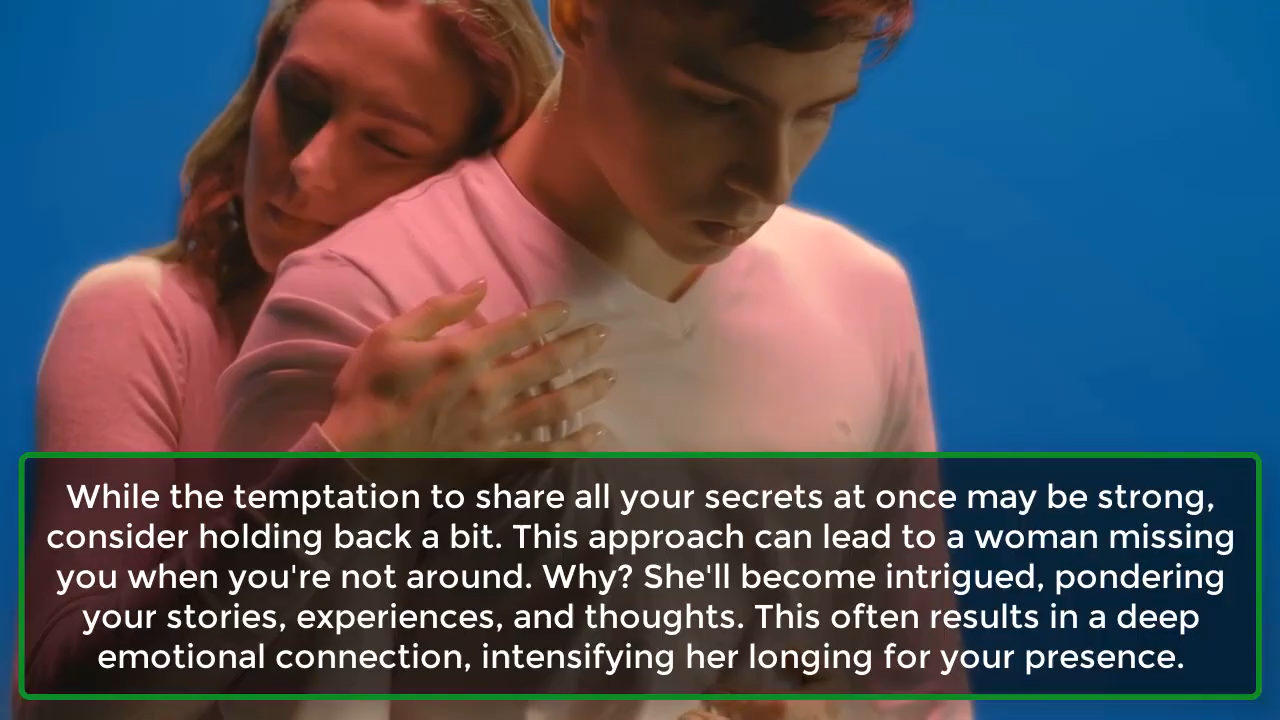 While the temptation to share all your secrets at once may be strong,
consider holding back a bit. This approach can lead to a woman missing
you when you're not around. Why? She'll become intrigued, pondering
your stories, experiences, and thoughts. This often results in a deep
emotional connection, intensifying her longing for your presence.